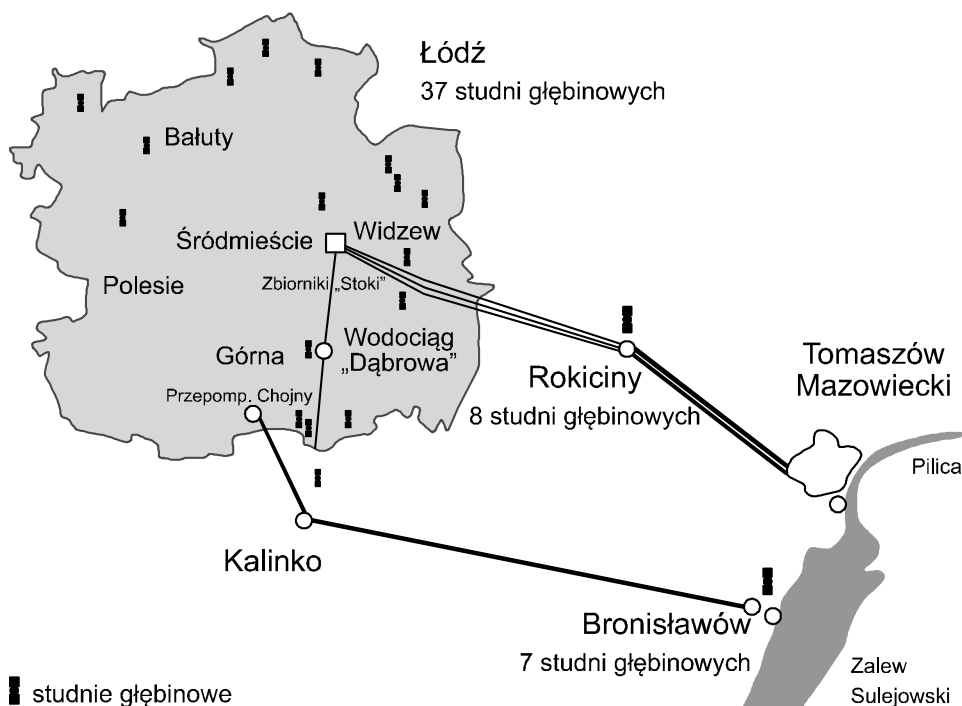 Łódź
37 studni głębinowych
Bałuty
Śródmieście
Widzew
Zbiorniki „Stoki”
Polesie
Górna
Wodociąg
„Dąbrowa”
Przepomp. Chojny
Rokiciny
8 studni głębinowych
Tomaszów
Mazowiecki
Pilica
Kalinko
Bronisławów
7 studni głębinowych
Zalew
Sulejowski
studnie głębinowe